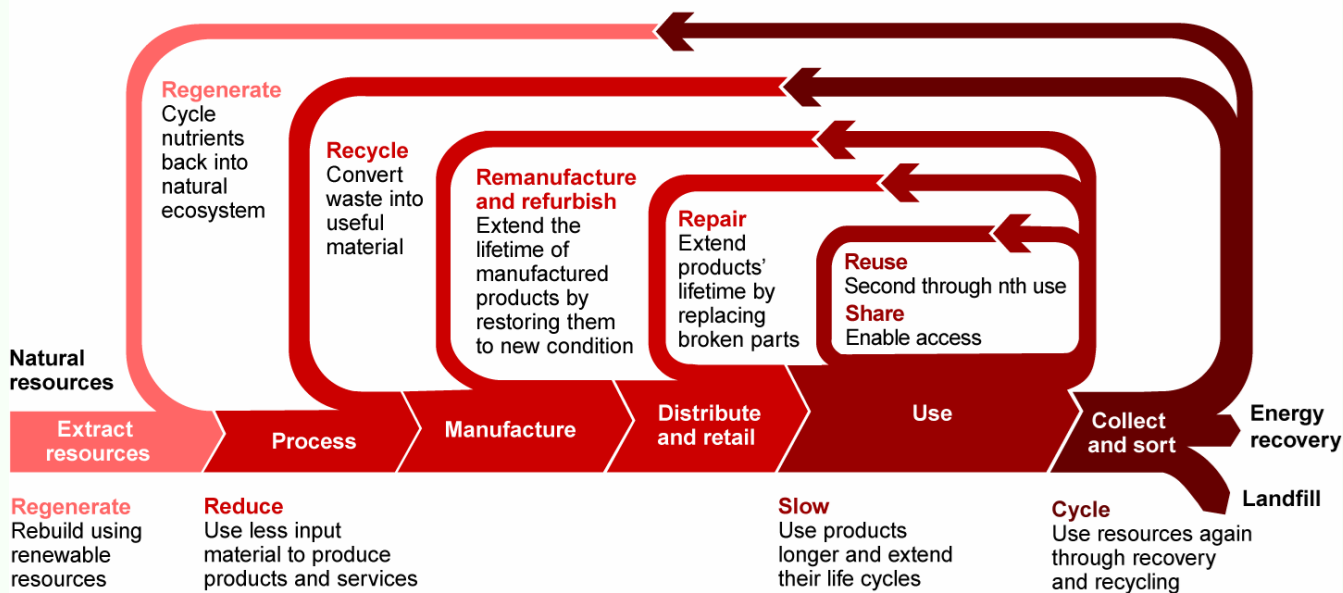 Regenerate
Cycle
nutrients
back into
natural
ecosystem
Recycle
Convert
waste into
useful
material
Remanufacture
and refurbish
Extend the
lifetime of
manufactured
products by
restoring them
to new condition
Repair
Extend
products'
lifetime by
replacing
broken parts
Reuse
Second through nth use
Share
Enable access
Natural
resources
Extract
resources
Process
Manufacture
Distribute
and retail
Use
Collect
and sort
Energy
recovery
Landfill
Regenerate
Rebuild using
renewable
resources
Reduce
Use less input
material to produce
products and services
Slow
Use products
longer and extend
their life cycles
Cycle
Use resources again
through recovery
and recycling